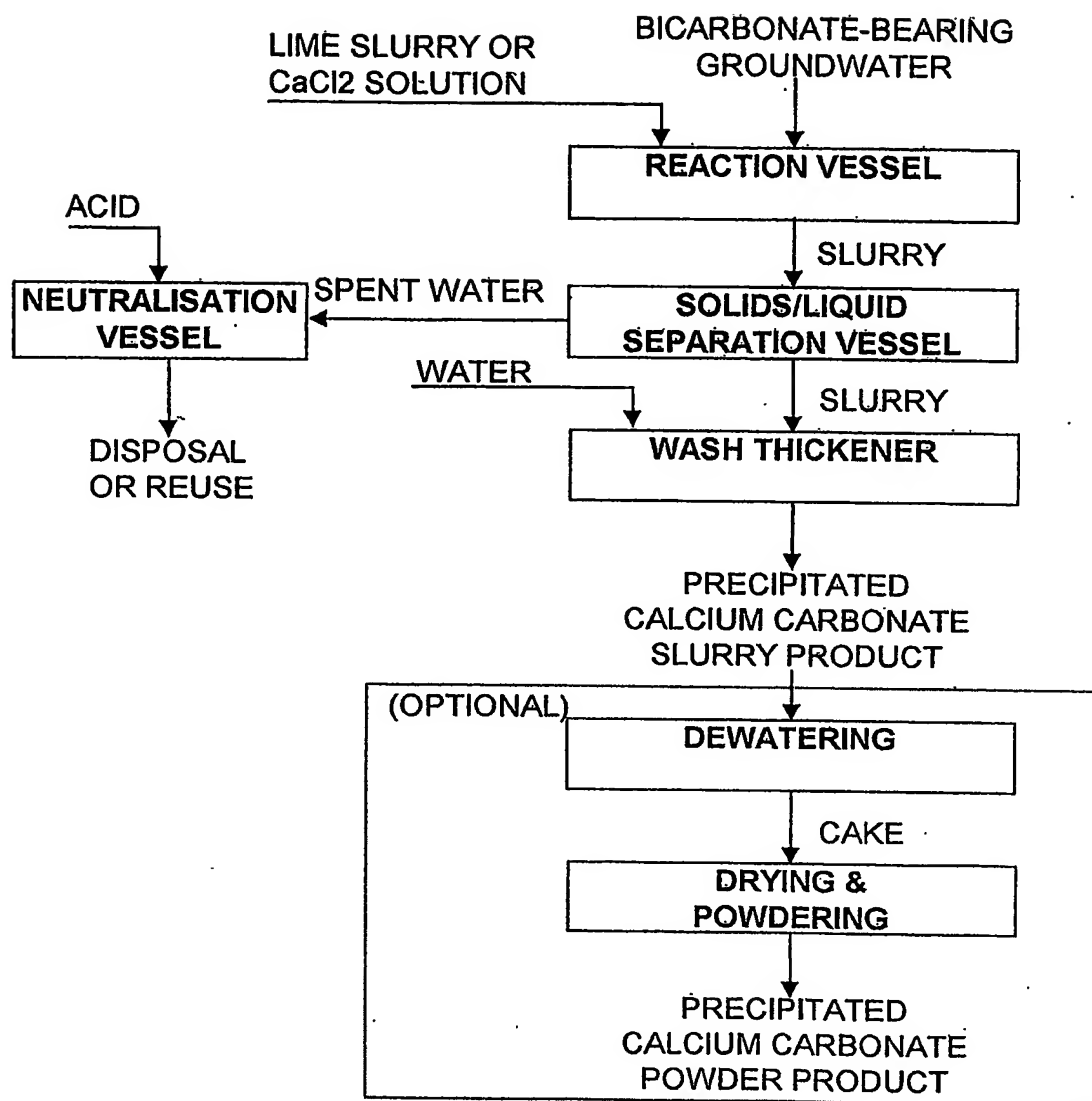 LIME SLURRY OR
CaCl2 SOLUTION
BICARBONATE-BEARING
GROUNDWATER
REACTION VESSEL
ACID
SLURRY
NEUTRALISATION
VESSEL
SPENT WATER
SOLIDS/LIQUID
SEPARATION VESSEL
WATER
SLURRY
WASH THICKENER
DISPOSAL
OR REUSE
PRECIPITATED
CALCIUM CARBONATE
SLURRY PRODUCT
(OPTIONAL)
DEWATERING
CAKE
DRYING &
POWDERING
PRECIPITATED
CALCIUM CARBONATE
POWDER PRODUCT